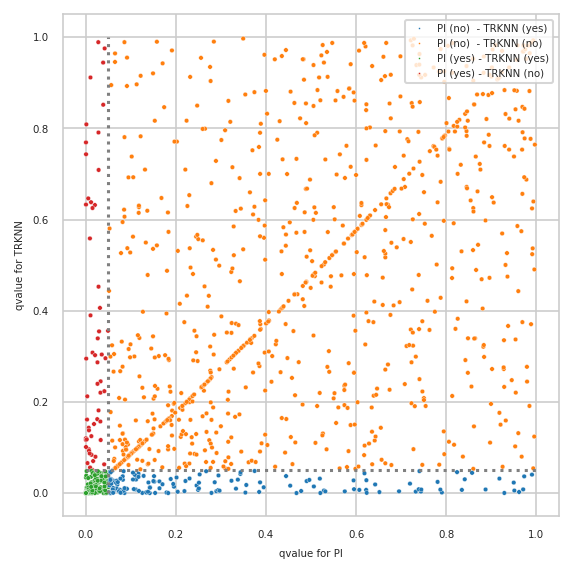 PI (no)  - TRKNN (yes)
PI (no)  - TRKNN (no)
PI (yes) - TRKNN (yes)
PI (yes) - TRKNN (no)
1.0
0.8
0.6
0.4
0.2
0.0
qvalue for TRKNN
0.0 0.2 0.4 0.6 0.8 1.0
qvalue for PI